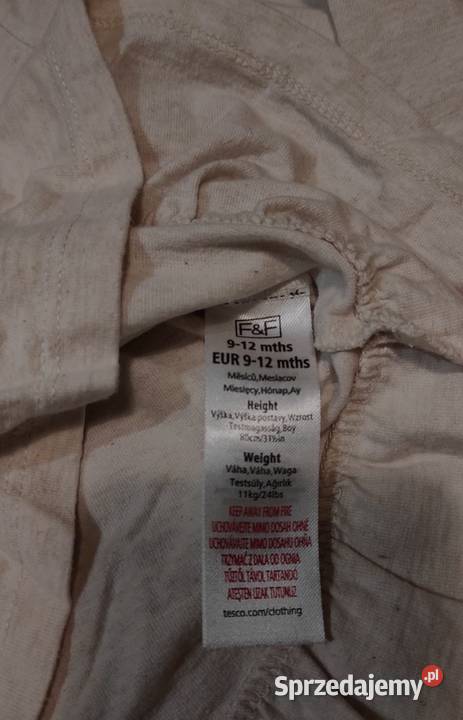 F&F
9-12 mths
EUR 9-12 mths
Měsíců,Mesiacov
Miesięcy,Hónap,Ay
Height
Výška,Výška postavy,Wzrost
Testmagasság,Boy
80cm/31½in
Weight
Váha,Váha,Waga
Testsúly,Ağırlık
11kg/24lbs
KEEP AWAY FROM FIRE
UCHOVÁVEJTE MIMO DOSAH OHNĚ
UCHOVÁVAJTE MIMO DOSAHU OHŇA
TRZYMAĆ Z DALA OD OGNIA
TŰZTŐL TÁVOL TARTANDÓ
ATEŞTEN UZAK TUTUNUZ
tesco.com/clothing
Sprzedajemy.pl